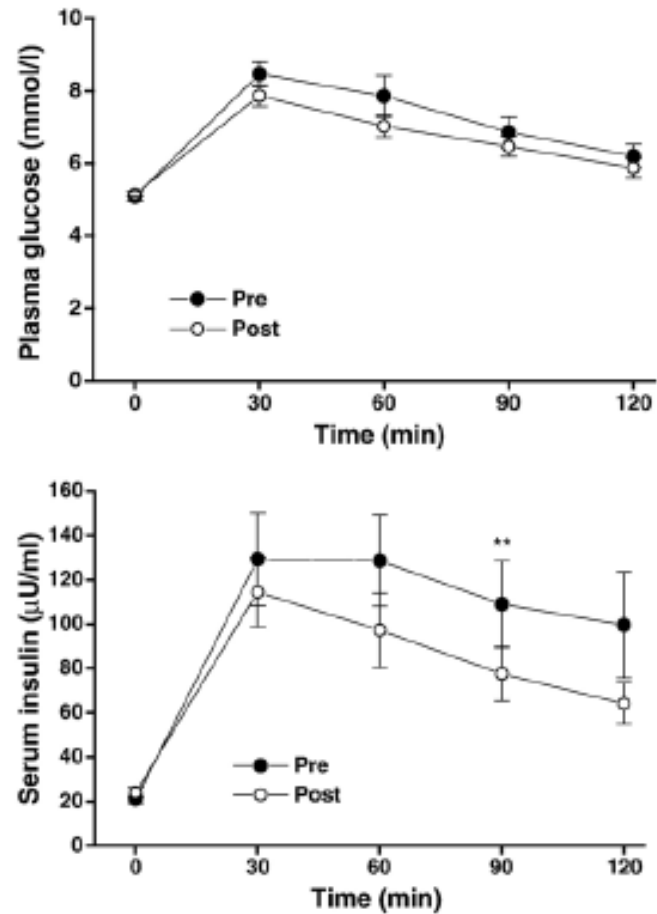 Plasma glucose (mmol/l)
10
8
6
4
2
0
Pre
Post
0 30 60 90 120
Time (min)
Serum insulin (μU/ml)
160
140
120
100
80
60
40
20
0
**
Pre
Post
0 30 60 90 120
Time (min)